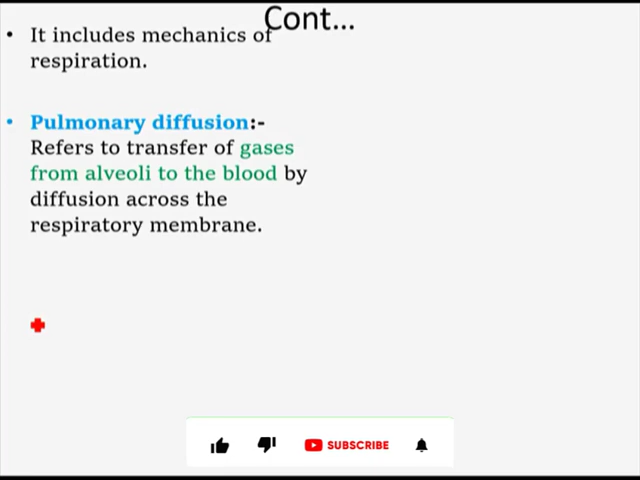 Cont...
• It includes mechanics of
respiration.
• Pulmonary diffusion:-
Refers to transfer of gases
from alveoli to the blood by
diffusion across the
respiratory membrane.
SUBSCRIBE